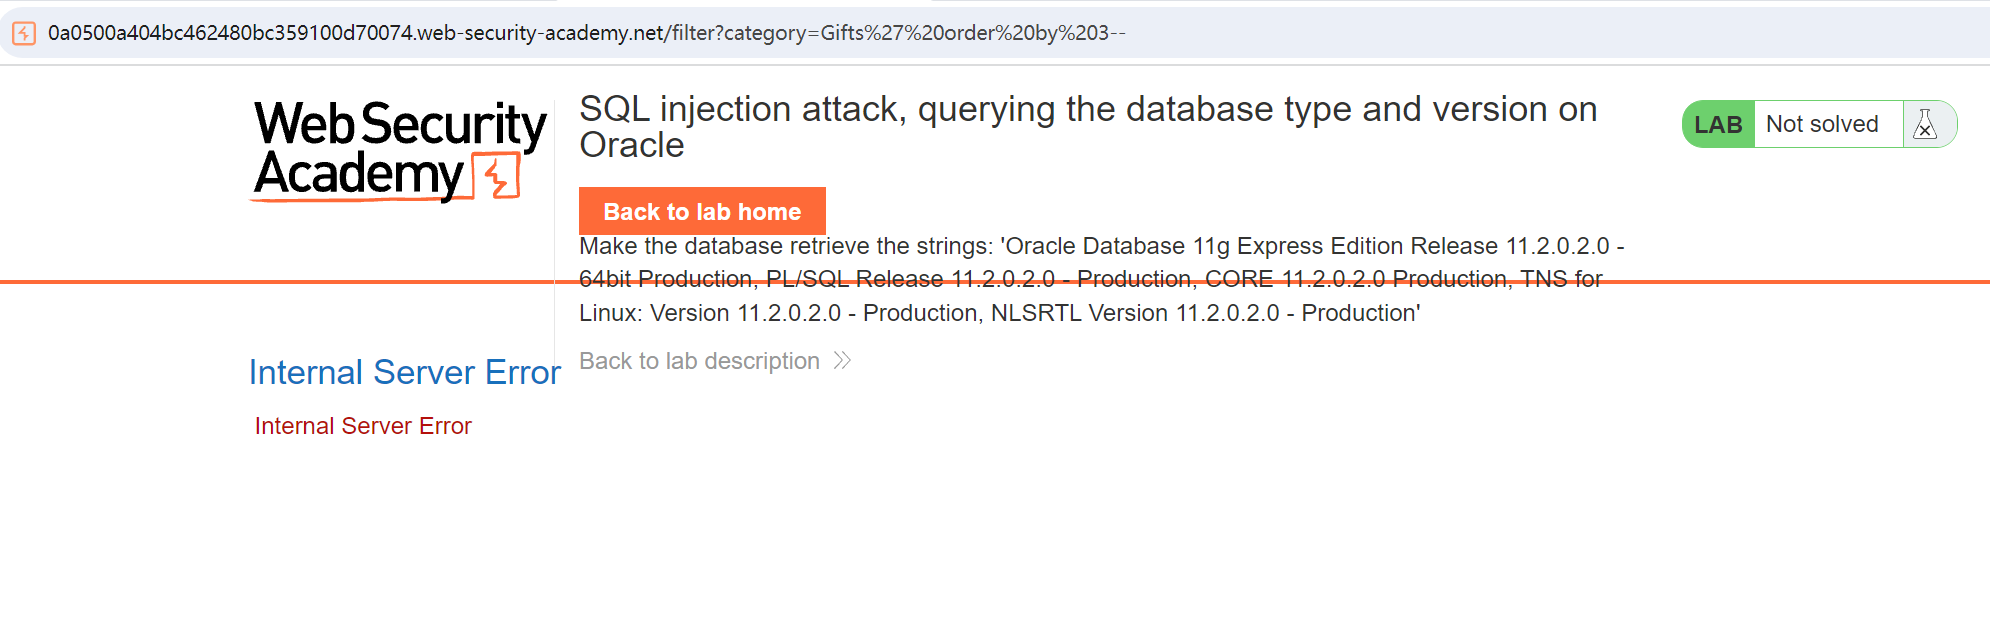 0a0500a404bc462480bc359100d70074.web-security-academy.net/filter?category=Gifts%27%20order%20by%203--
Web Security
Academy
SQL injection attack, querying the database type and version on
Oracle
LAB Not solved
Back to lab home
Make the database retrieve the strings: 'Oracle Database 11g Express Edition Release 11.2.0.2.0 -
64bit Production, PL/SQL Release 11.2.0.2.0 - Production, CORE 11.2.0.2.0 Production, TNS for
Linux: Version 11.2.0.2.0 - Production, NLSRTL Version 11.2.0.2.0 - Production'
Back to lab description
Internal Server Error
Internal Server Error